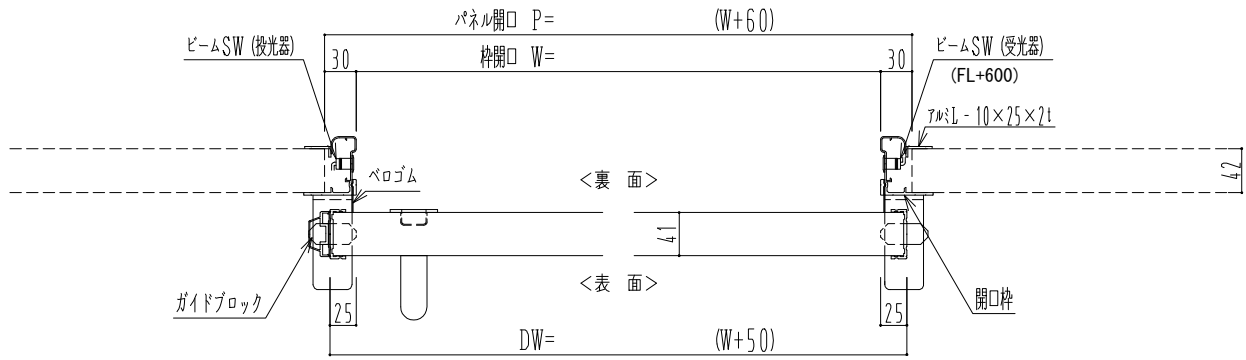 パネル開口 P= (W+60)
ビームSW (投光器)
ビームSW (受光器)
30
枠開口 W=
30
(FL+600)
アルミL-10×25×2t
42
ベロゴム
<裏 面>
41
<表 面>
ガイドブロック
開口枠
25
25
DW= (W+50)